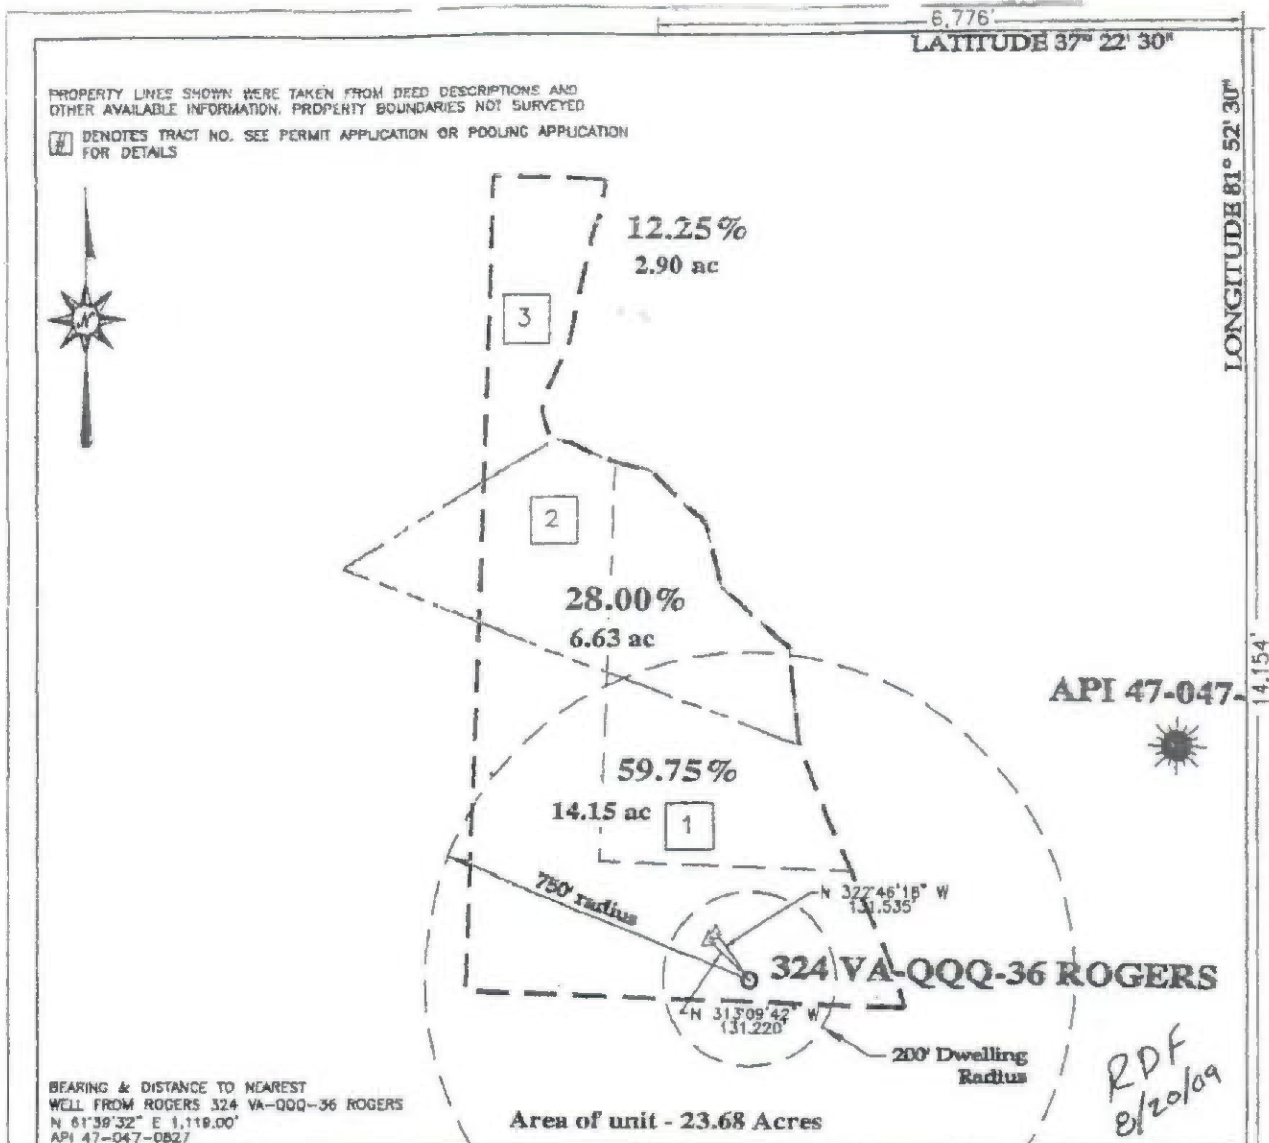 6,776'
LATITUDE 37° 22' 30"
PROPERTY LINES SHOWN WERE TAKEN FROM DEED DESCRIPTIONS AND
OTHER AVAILABLE INFORMATION. PROPERTY BOUNDARIES NOT SURVEYED
# DENOTES TRACT NO. SEE PERMIT APPLICATION OR POOLING APPLICATION
FOR DETAILS
LONGITUDE 81° 52' 30"
12.25%
2.90 ac
N
3
2
28.00%
6.63 ac
14,154'
API 47-047-
59.75%
14.15 ac
1
750' radius
N 322°46'18" W
131.535'
324 VA-QQQ-36 ROGERS
N 313°09'42" W
131.220'
200' Dwelling
Radius
RDF
8/20/09
BEARING & DISTANCE TO NEAREST
WELL FROM ROGERS 324 VA-QQQ-36 ROGERS
N 61°39'32" E 1,119.00'
API 47-047-0827
Area of unit - 23.68 Acres